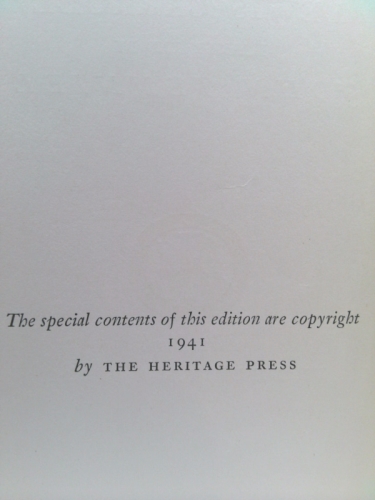 The special contents of this edition are copyright
1941
by THE HERITAGE PRESS